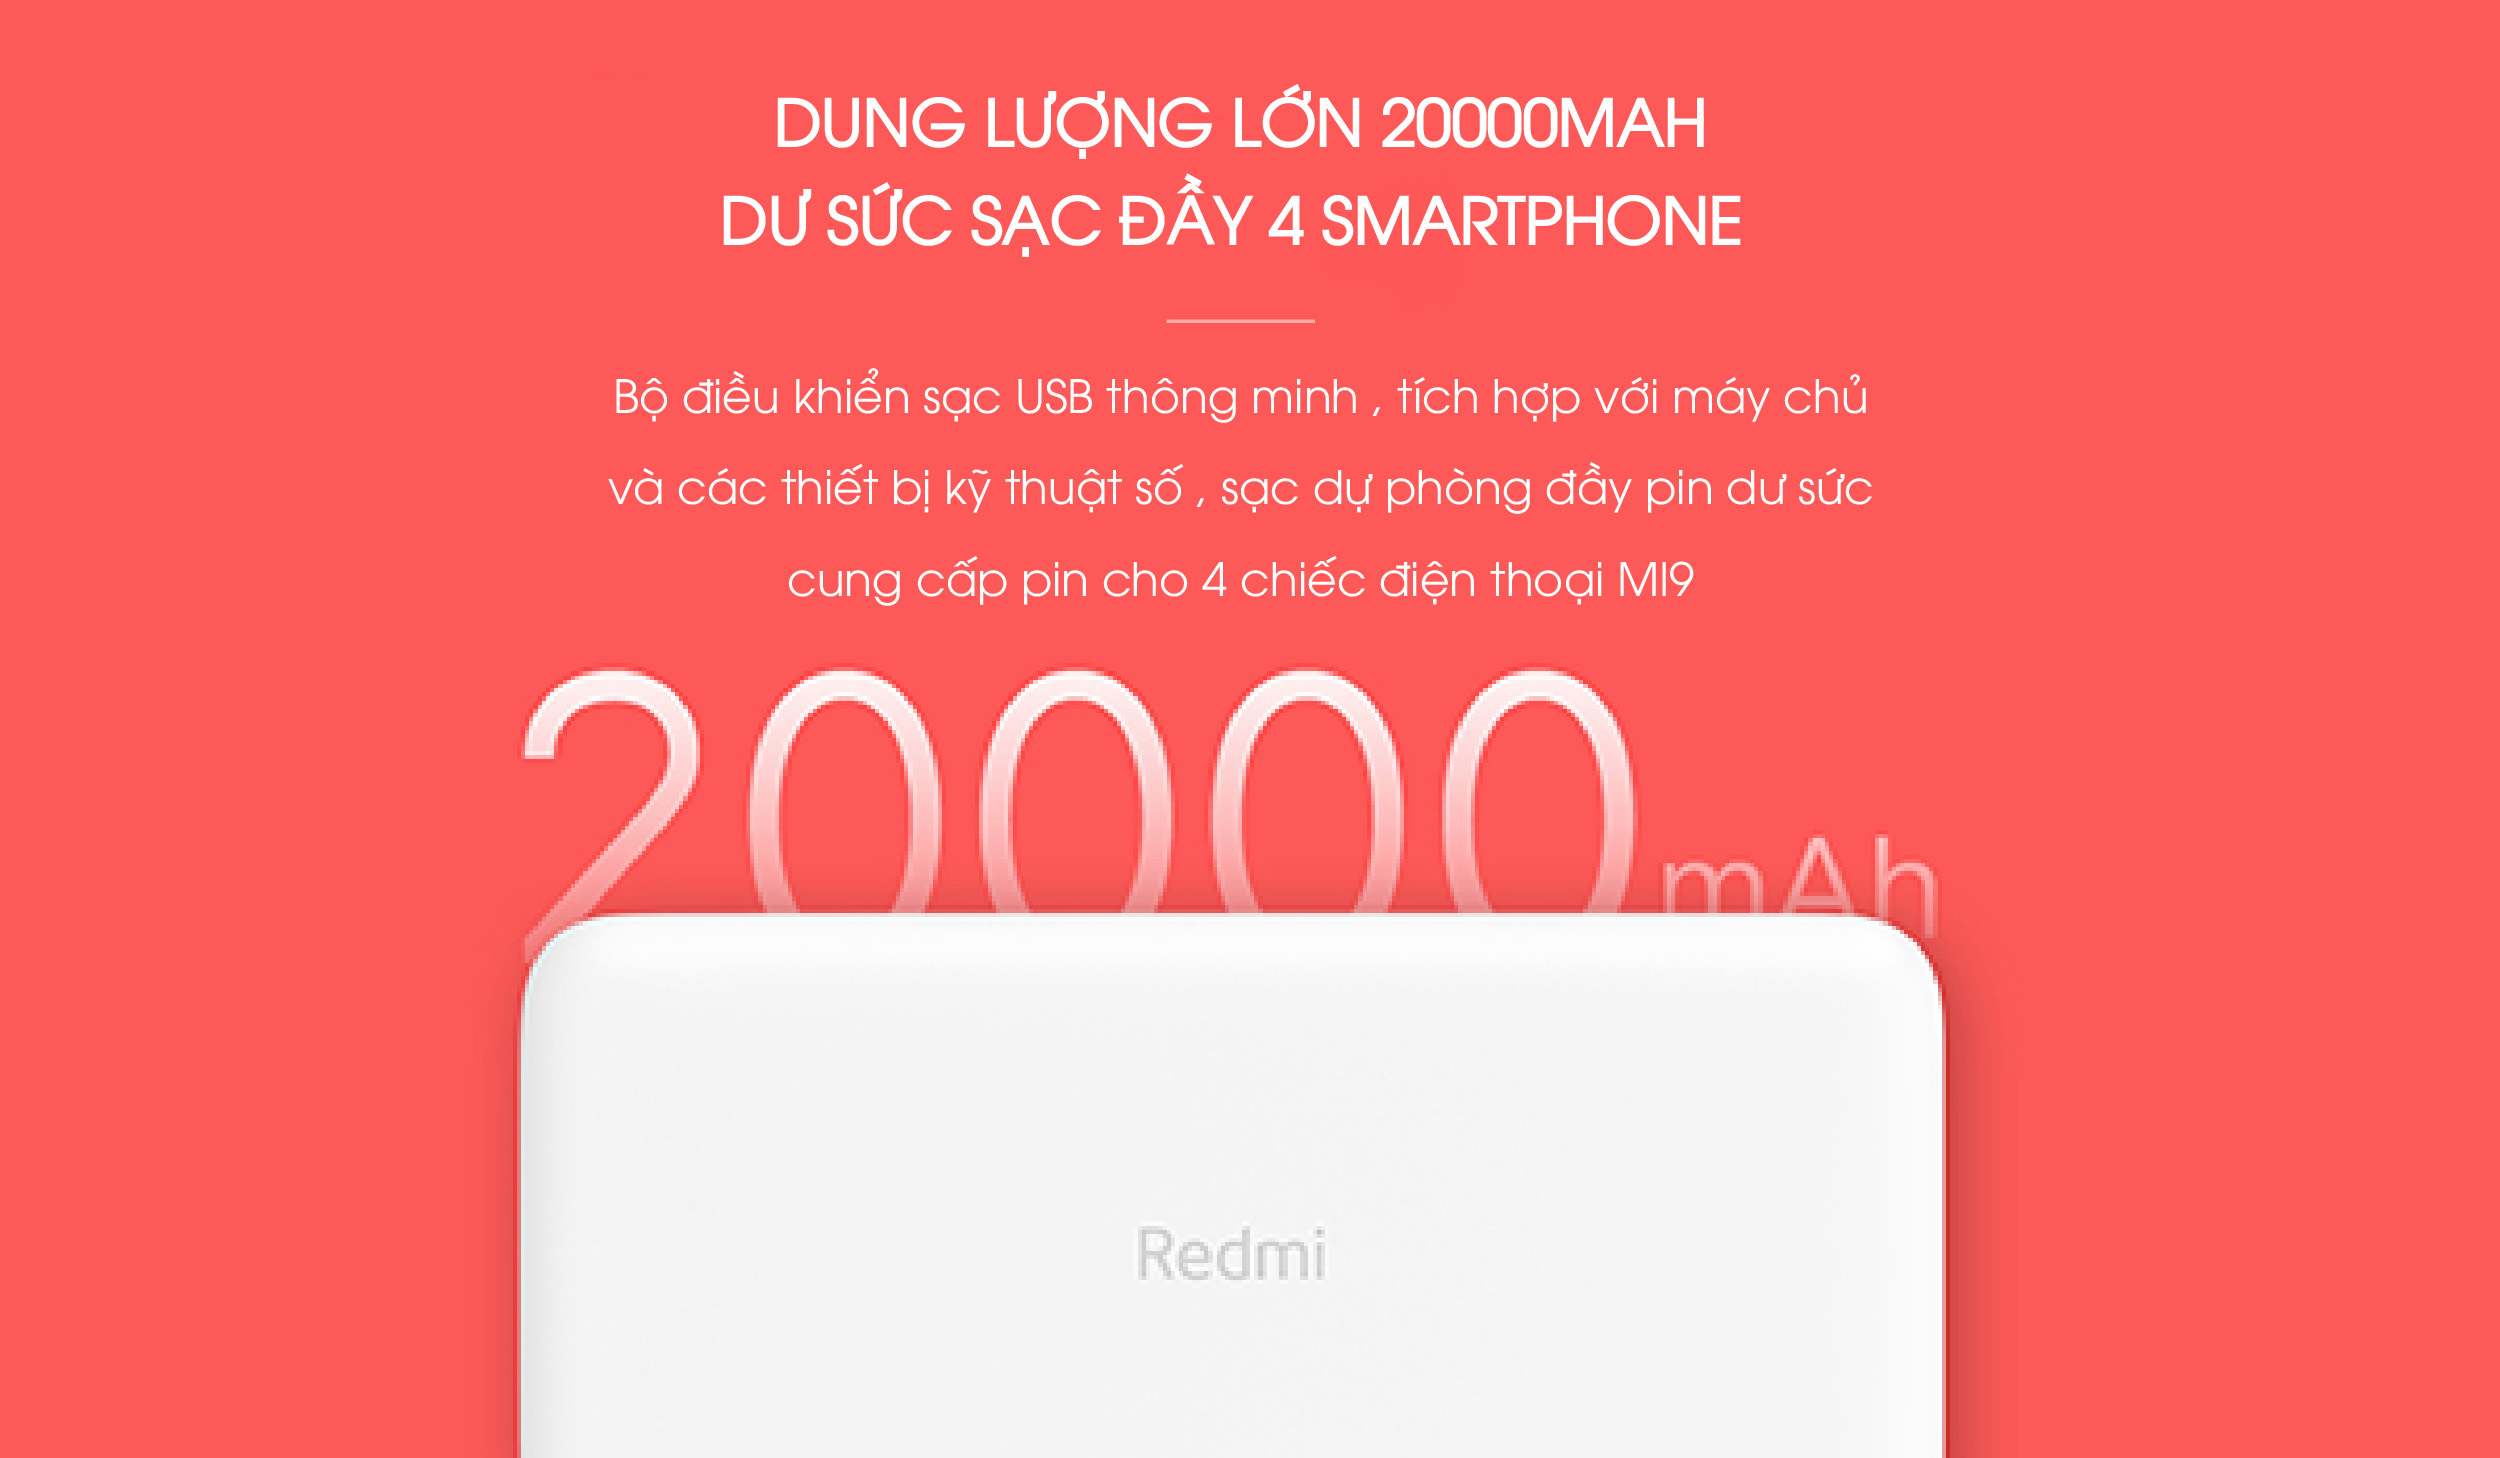 DUNG LƯỢNG LỚN 20000MAH
DƯ SỨC SẠC ĐẦY 4 SMARTPHONE
Bộ điều khiển sạc USB thông minh , tích hợp với máy chủ
và các thiết bị kỹ thuật số , sạc dự phòng đầy pin dư sức
cung cấp pin cho 4 chiếc điện thoại MI9
20000mAh
Redmi